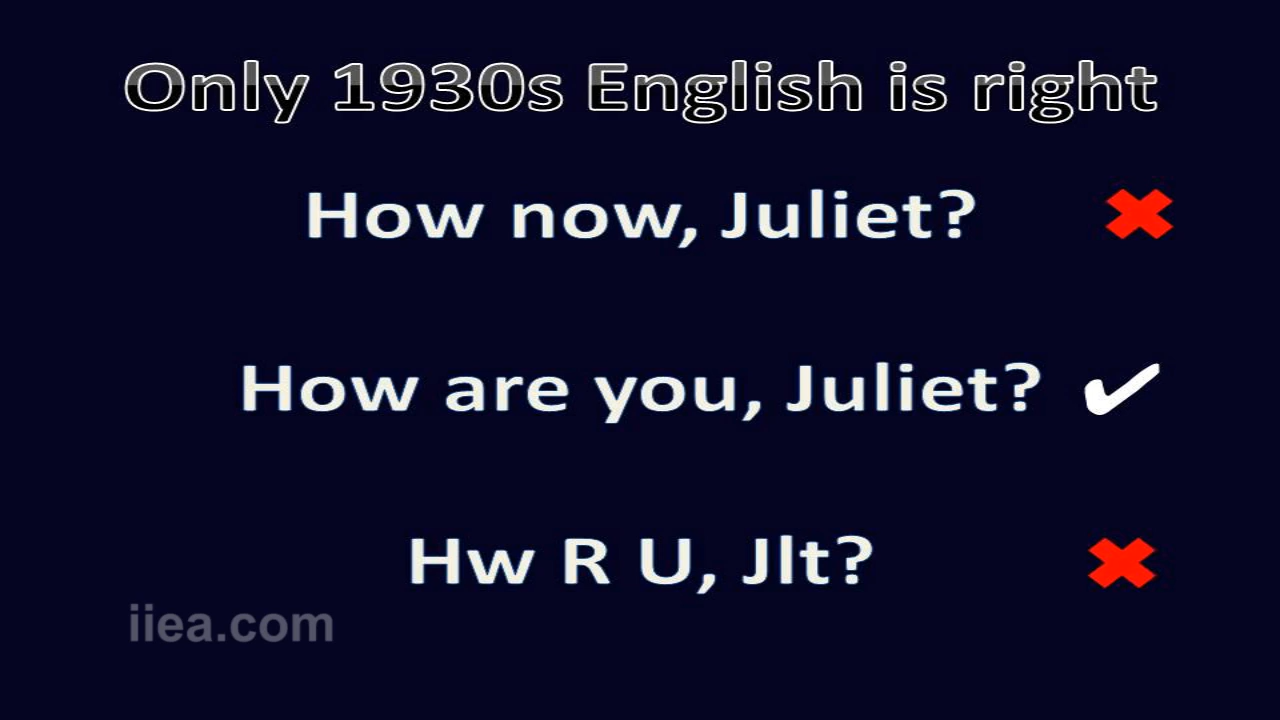 Only 1930s English is right
How now, Juliet?
How are you, Juliet?
Hw R U, Jlt?
iiea.com